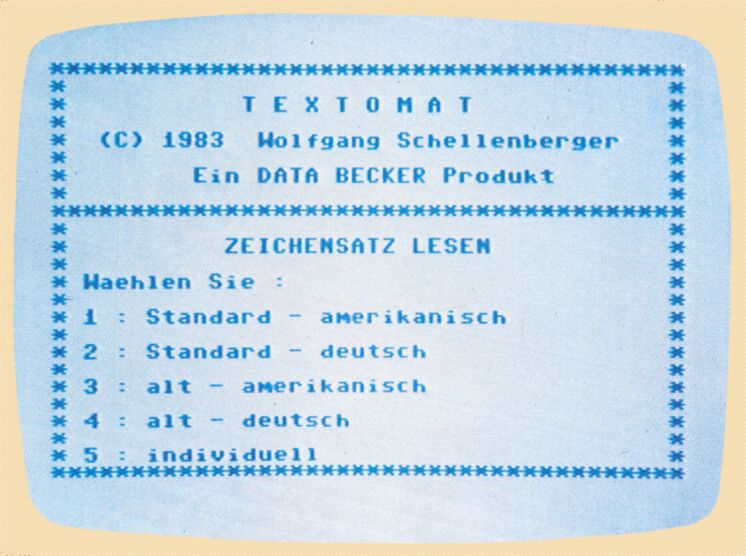 T E X T O M A T
(C) 1983 Wolfgang Schellenberger
Ein DATA BECKER Produkt
ZEICHENSATZ LESEN
Waehlen Sie :
1 : Standard - amerikanisch
2 : Standard - deutsch
3 : alt - amerikanisch
4 : alt - deutsch
5 : individuell